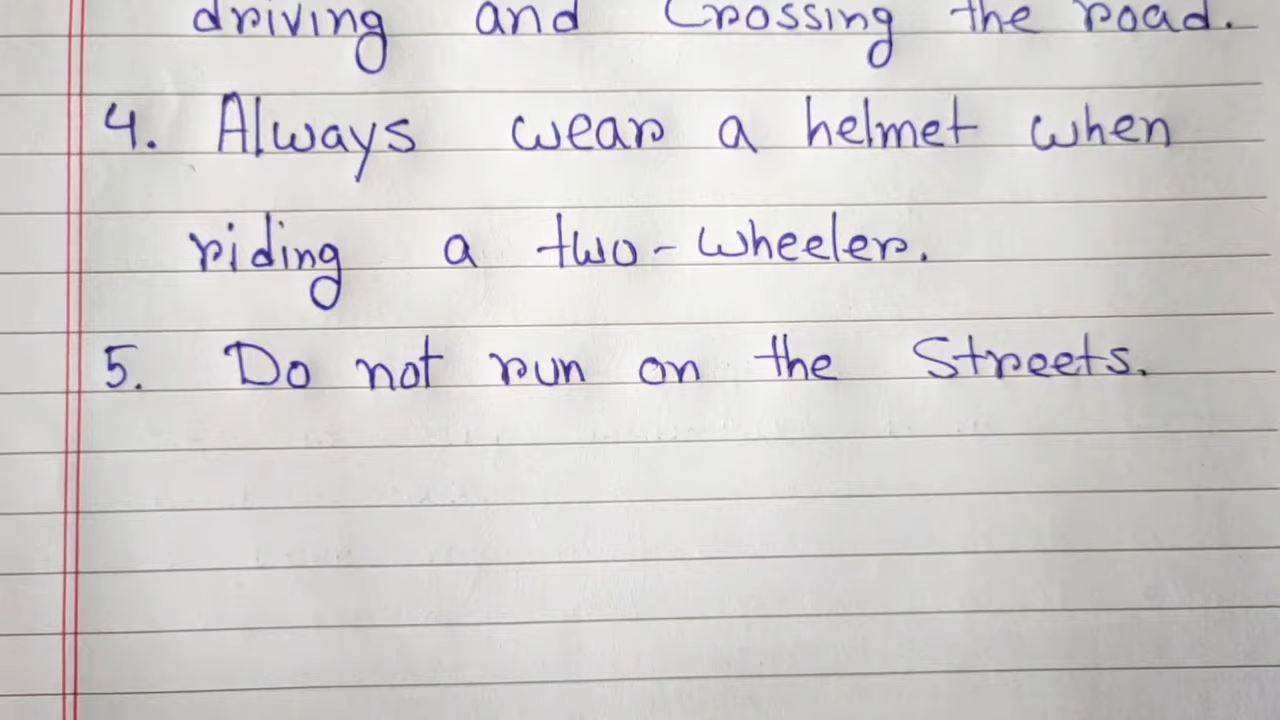 driving and Crossing the road.
4. Always wear a helmet when
riding a two-wheeler.
5. Do not run on the Streets.